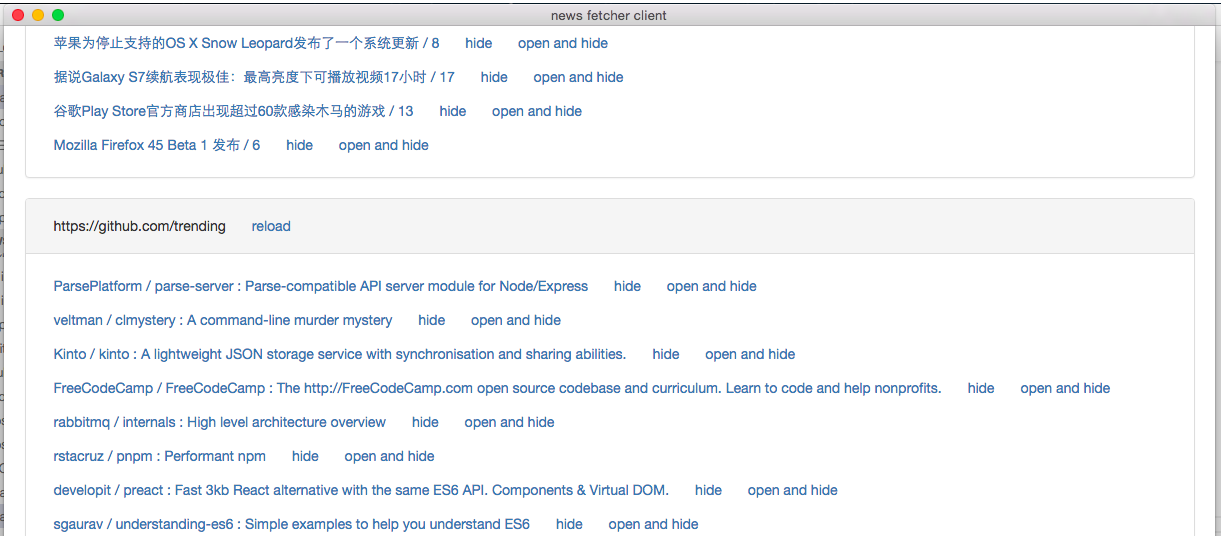 news fetcher client
苹果为停止支持的OS X Snow Leopard发布了一个系统更新 / 8 hide open and hide
据说Galaxy S7续航表现极佳：最高亮度下可播放视频17小时 / 17 hide open and hide
谷歌Play Store官方商店出现超过60款感染木马的游戏 / 13 hide open and hide
Mozilla Firefox 45 Beta 1 发布 / 6 hide open and hide
https://github.com/trending reload
ParsePlatform / parse-server : Parse-compatible API server module for Node/Express hide open and hide
veltman / clmystery : A command-line murder mystery hide open and hide
Kinto / kinto : A lightweight JSON storage service with synchronisation and sharing abilities. hide open and hide
FreeCodeCamp / FreeCodeCamp : The http://FreeCodeCamp.com open source codebase and curriculum. Learn to code and help nonprofits. hide open and hide
rabbitmq / internals : High level architecture overview hide open and hide
rstacruz / pnpm : Performant npm hide open and hide
developit / preact : Fast 3kb React alternative with the same ES6 API. Components & Virtual DOM. hide open and hide
sgaurav / understanding-es6 : Simple examples to help you understand ES6 hide open and hide